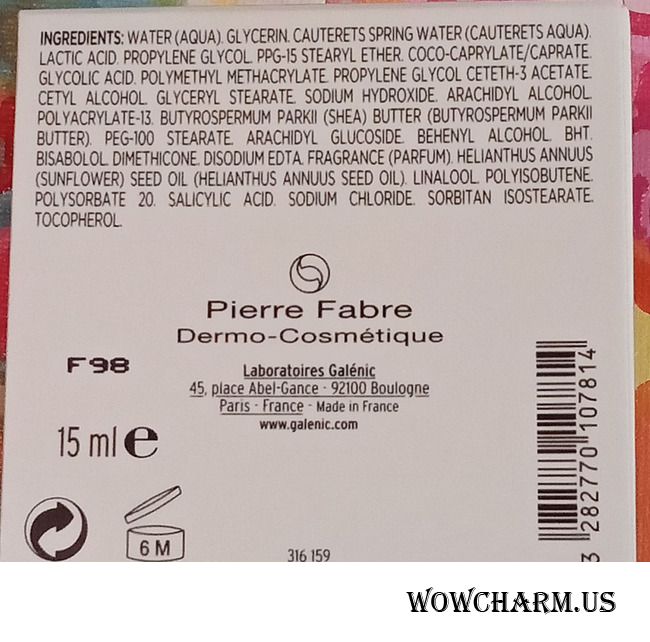 INGREDIENTS: WATER (AQUA). GLYCERIN. CAUTERETS SPRING WATER (CAUTERETS AQUA).
LACTIC ACID. PROPYLENE GLYCOL. PPG-15 STEARYL ETHER. COCO-CAPRYLATE/CAPRATE.
GLYCOLIC ACID. POLYMETHYL METHACRYLATE. PROPYLENE GLYCOL CETETH-3 ACETATE.
CETYL ALCOHOL. GLYCERYL STEARATE. SODIUM HYDROXIDE. ARACHIDYL ALCOHOL.
POLYACRYLATE-13. BUTYROSPERMUM PARKII (SHEA) BUTTER (BUTYROSPERMUM PARKII
BUTTER). PEG-100 STEARATE. ARACHIDYL GLUCOSIDE. BEHENYL ALCOHOL. BHT.
BISABOLOL. DIMETHICONE. DISODIUM EDTA. FRAGRANCE (PARFUM). HELIANTHUS ANNUUS
(SUNFLOWER) SEED OIL (HELIANTHUS ANNUUS SEED OIL). LINALOOL. POLYISOBUTENE.
POLYSORBATE 20. SALICYLIC ACID. SODIUM CHLORIDE. SORBITAN ISOSTEARATE.
TOCOPHEROL.
Pierre Fabre
Dermo-Cosmétique
F98
Laboratoires Galénic
45, place Abel-Gance - 92100 Boulogne
Paris - France - Made in France
www.galenic.com
15 ml e
6 M
316 159
3 282770 107814
WOWCHARM.US